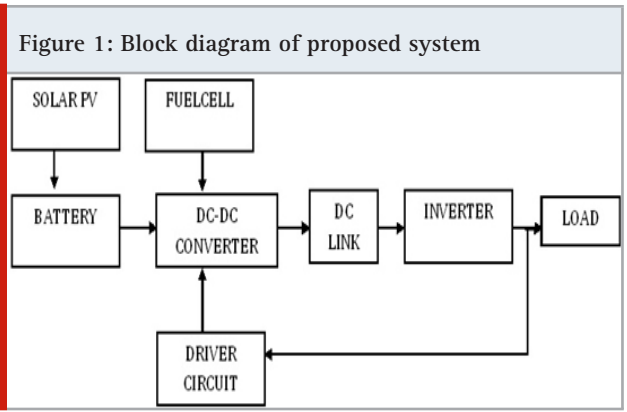 Figure 1: Block diagram of proposed system
SOLAR PV
FUELCELL
BATTERY
DC-DC
CONVERTER
DC
LINK
INVERTER
LOAD
DRIVER
CIRCUIT